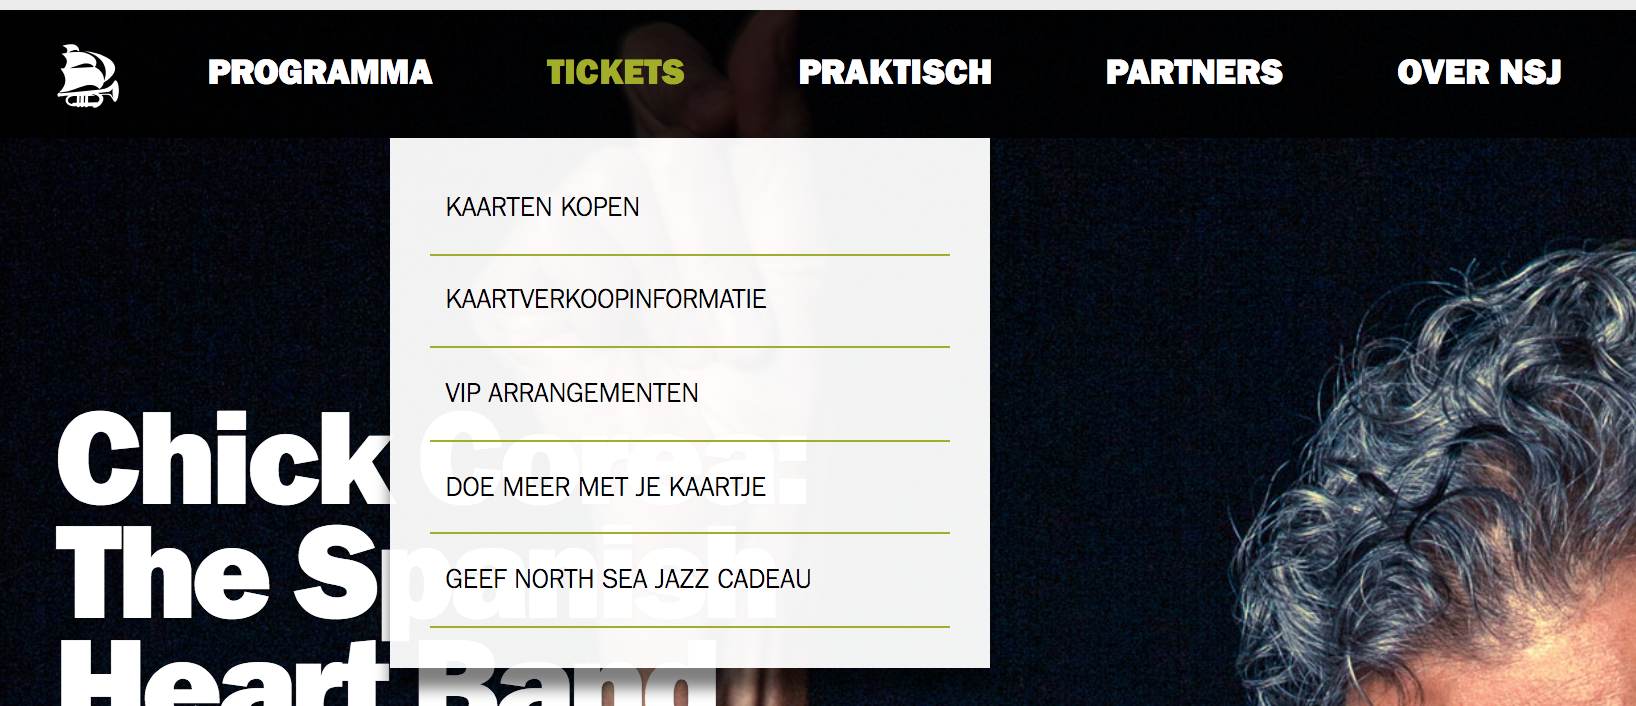 PROGRAMMA TICKETS PRAKTISCH PARTNERS OVER NSJ
KAARTEN KOPEN
KAARTVERKOOPINFORMATIE
VIP ARRANGEMENTEN
DOE MEER MET JE KAARTJE
GEEF NORTH SEA JAZZ CADEAU
Chick Corea:
The Spanish
Heart Band